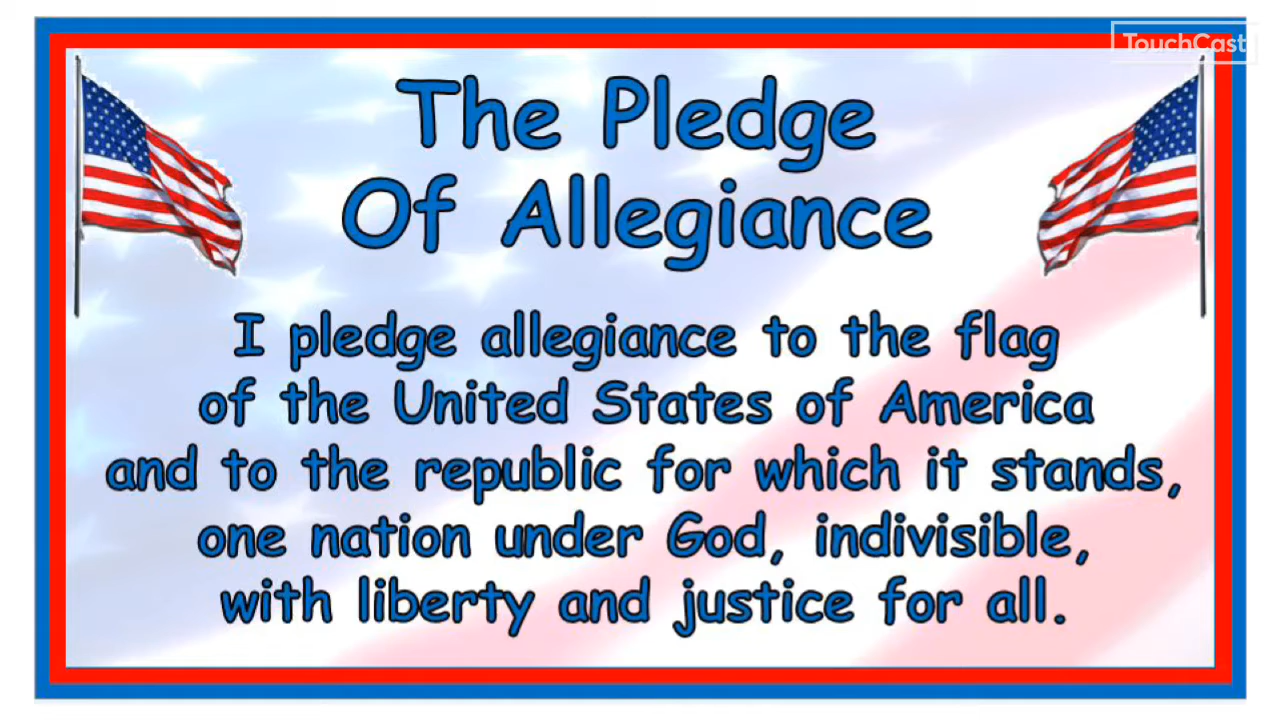 TouchCast
The Pledge
Of Allegiance
I pledge allegiance to the flag
of the United States of America
and to the republic for which it stands,
one nation under God, indivisible,
with liberty and justice for all.